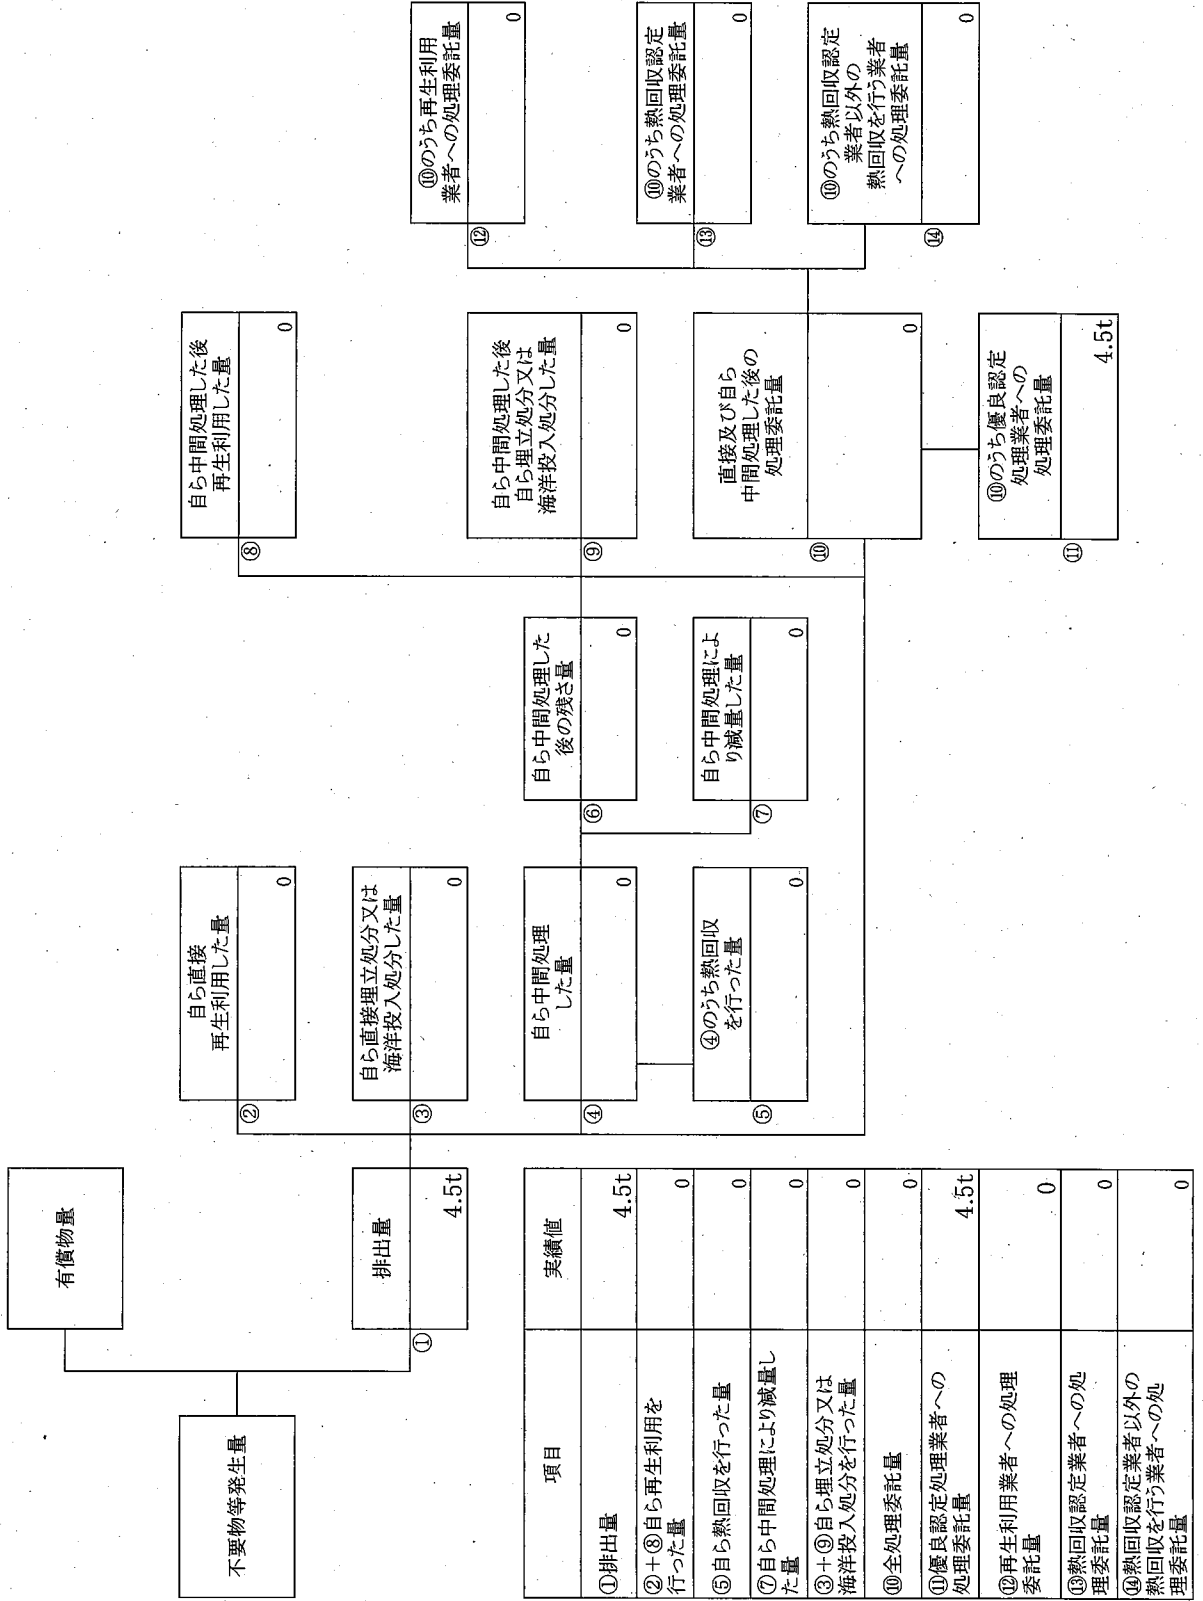 不要物等発生量
有償物量
排出量
①
4.5t
自ら直接
再生利用した量
②
0
自ら直接埋立処分又は
海洋投入処分した量
③
0
自ら中間処理
した量
④
0
④のうち熱回収
を行った量
⑤
0
自ら中間処理した
後の残さ量
⑥
0
自ら中間処理によ
り減量した量
⑦
0
自ら中間処理した後
再生利用した量
⑧
0
自ら中間処理した後
自ら埋立処分又は
海洋投入処分した量
⑨
0
直接及び自ら
中間処理した後の
処理委託量
⑩
0
⑩のうち優良認定
処理業者への
処理委託量
⑪
4.5t
⑩のうち再生利用
業者への処理委託量
⑫
0
⑩のうち熱回収認定
業者への処理委託量
⑬
0
⑩のうち熱回収認定
業者以外の
熱回収を行う業者
への処理委託量
⑭
0
項目 実績値
①排出量 4.5t
②+⑧自ら再生利用を
行った量 0
⑤自ら熱回収を行った量 0
⑦自ら中間処理により減量し
た量 0
③+⑨自ら埋立処分又は
海洋投入処分を行った量 0
⑩全処理委託量 0
⑪優良認定処理業者への
処理委託量 4.5t
⑫再生利用業者への処理
委託量 0
⑬熱回収認定業者への処
理委託量 0
⑭熱回収認定業者以外の
熱回収を行う業者への処
理委託量 0